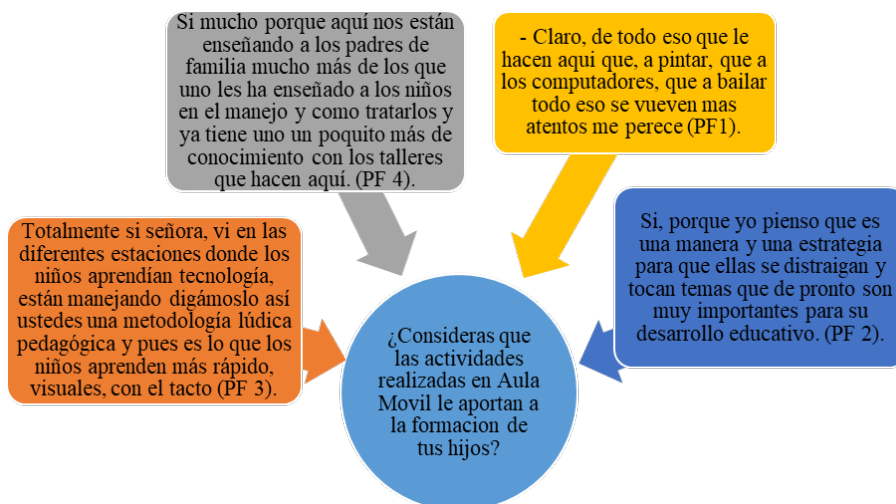 Si mucho porque aquí nos están
enseñando a los padres de
familia mucho más de los que
uno les ha enseñado a los niños
en el manejo y como tratarlos y
ya tiene uno un poquito más de
conocimiento con los talleres
que hacen aquí. (PF 4).
- Claro, de todo eso que le
hacen aqui que, a pintar, que a
los computadores, que a bailar
todo eso se vueven mas
atentos me perece (PF1).
Totalmente si señora, vi en las
diferentes estaciones donde los
niños aprendían tecnología,
están manejando digámoslo así
ustedes una metodología lúdica
pedagógica y pues es lo que los
niños aprenden más rápido,
visuales, con el tacto (PF 3).
Si, porque yo pienso que es
una manera y una estrategia
para que ellas se distraigan y
tocan temas que de pronto son
muy importantes para su
desarrollo educativo. (PF 2).
¿Consideras que
las actividades
realizadas en Aula
Movil le aportan a
la formacion de
tus hijos?